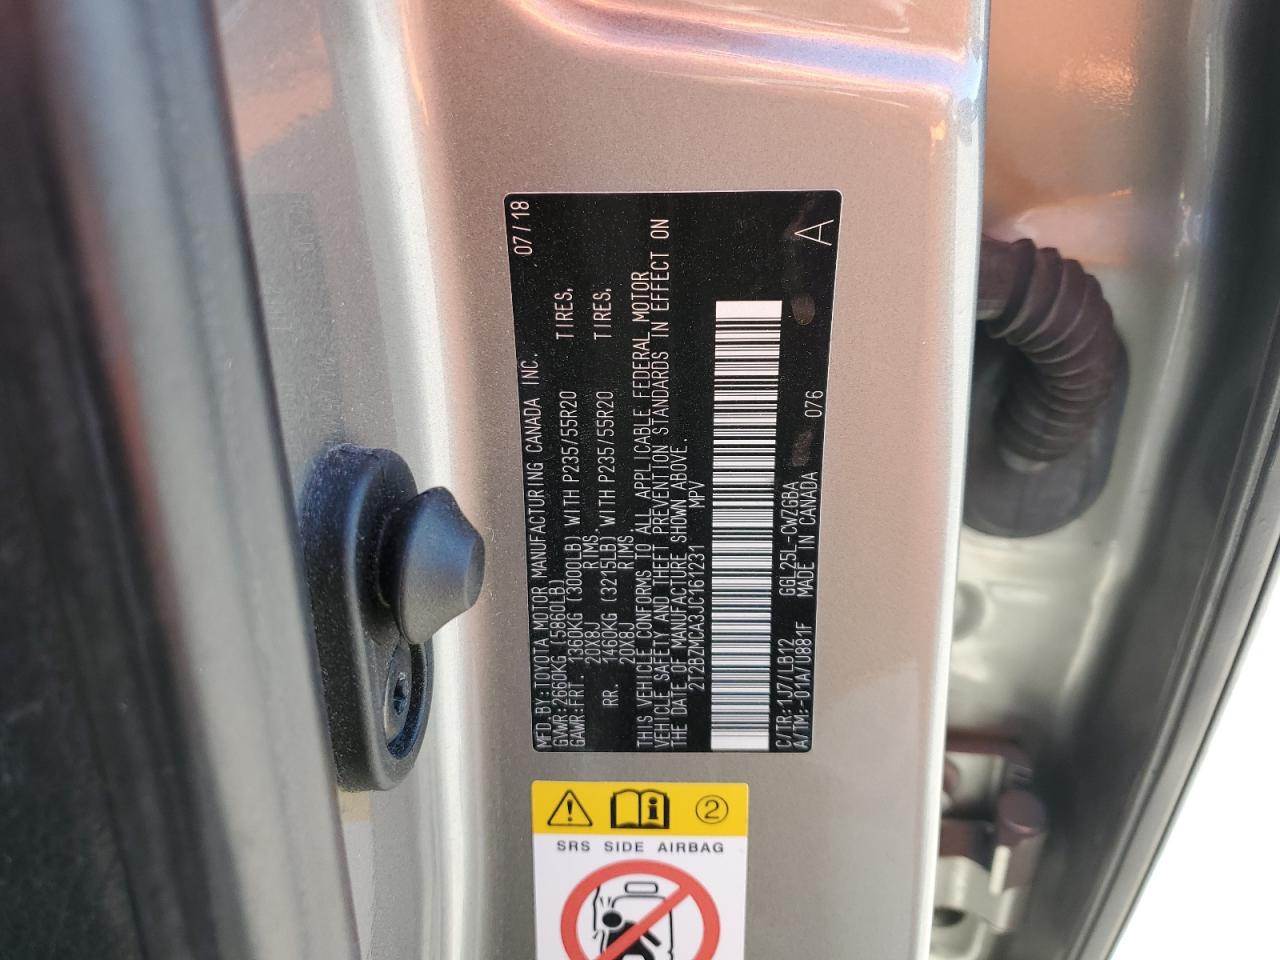 MFD.BY:TOYOTA MOTOR MANUFACTURING CANADA INC. 07/18
GVWR:2660KG (5860LB)
GAWR:FRT. 1360KG (3000LB) WITH P235/55R20 TIRES,
20X8J RIMS.
RR. 1460KG (3215LB) WITH P235/55R20 TIRES,
20X8J RIMS.
THIS VEHICLE CONFORMS TO ALL APPLICABLE FEDERAL MOTOR
VEHICLE SAFETY AND THEFT PREVENTION STANDARDS IN EFFECT ON
THE DATE OF MANUFACTURE SHOWN ABOVE.
2T2BZMCA3JC161231 MPV
C/TR:1J7/LB12 GGL25L-CWZGBA
A/TM:-01A/U881F MADE IN CANADA 076 A
2
SRS SIDE AIRBAG